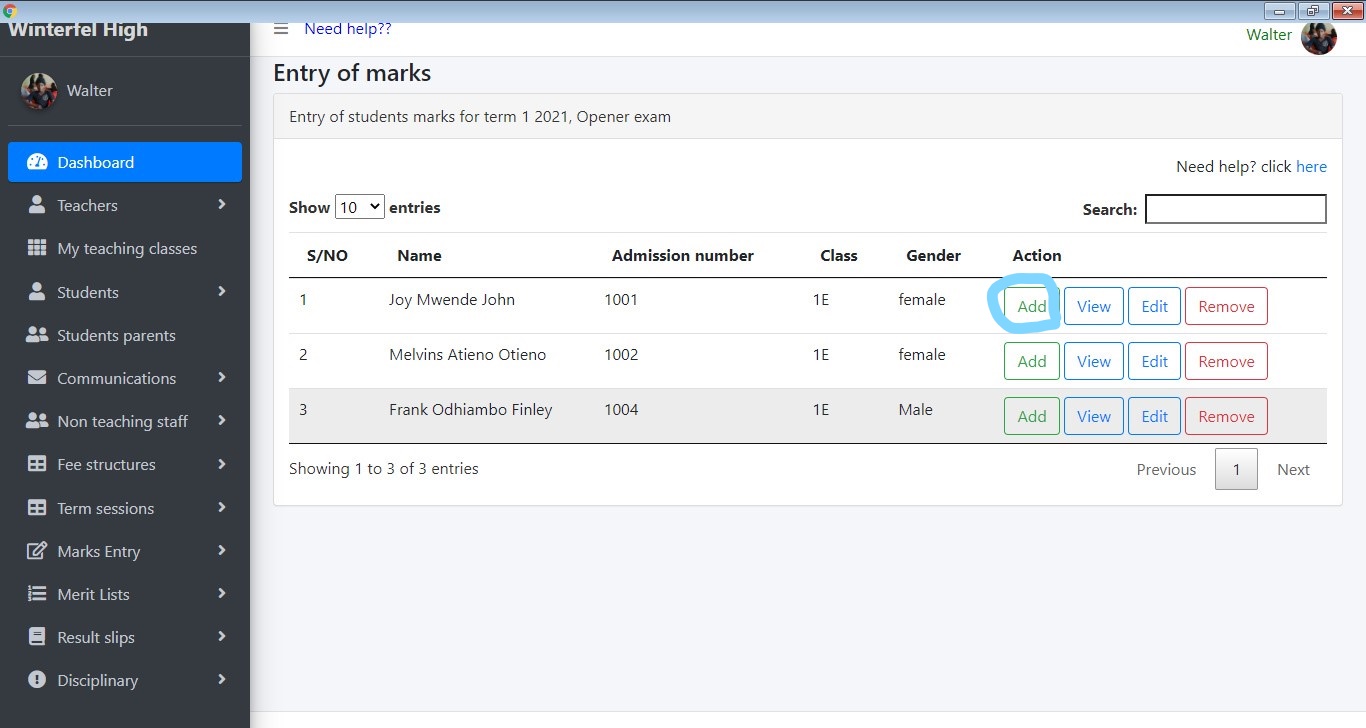 Winterfel High
Need help??
Walter
Walter
Dashboard
Teachers
My teaching classes
Students
Students parents
Communications
Non teaching staff
Fee structures
Term sessions
Marks Entry
Merit Lists
Result slips
Disciplinary
Entry of marks
Entry of students marks for term 1 2021, Opener exam
Need help? click here
Show 10 entries
Search:
S/NO Name Admission number Class Gender Action
1 Joy Mwende John 1001 1E female Add View Edit Remove
2 Melvins Atieno Otieno 1002 1E female Add View Edit Remove
3 Frank Odhiambo Finley 1004 1E Male Add View Edit Remove
Showing 1 to 3 of 3 entries
Previous 1 Next